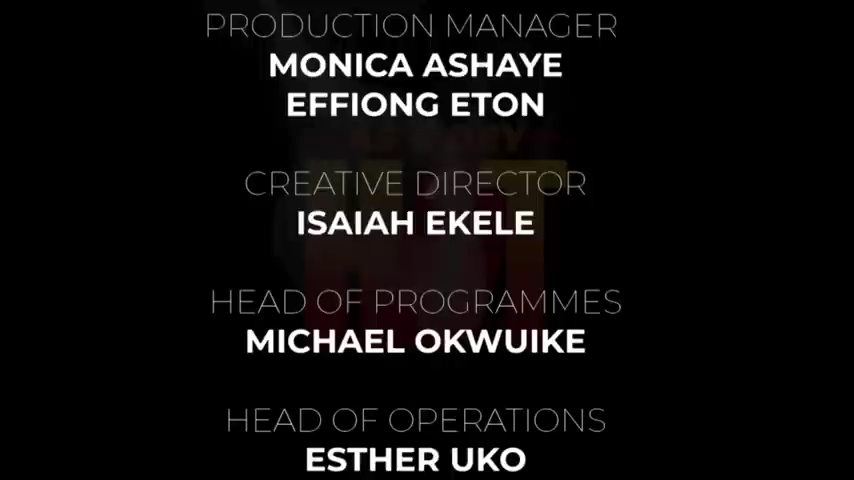 PRODUCTION MANAGER
MONICA ASHAYE
EFFIONG ETON
CREATIVE DIRECTOR
ISAIAH EKELE
HEAD OF PROGRAMMES
MICHAEL OKWUIKE
HEAD OF OPERATIONS
ESTHER UKO